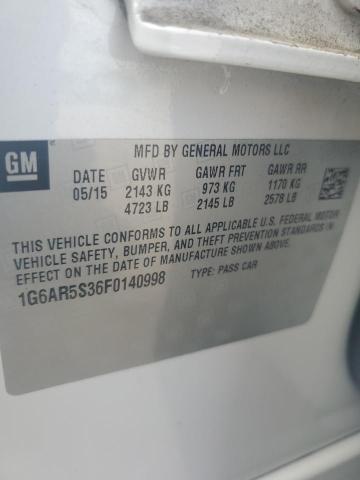 GM
MFD BY GENERAL MOTORS LLC
DATE GVWR GAWR FRT GAWR RR
05/15 2143 KG 973 KG 1170 KG
4723 LB 2145 LB 2578 LB
THIS VEHICLE CONFORMS TO ALL APPLICABLE U.S. FEDERAL MOTOR
VEHICLE SAFETY, BUMPER, AND THEFT PREVENTION STANDARDS IN
EFFECT ON THE DATE OF MANUFACTURE SHOWN ABOVE.
1G6AR5S36F0140998 TYPE: PASS CAR